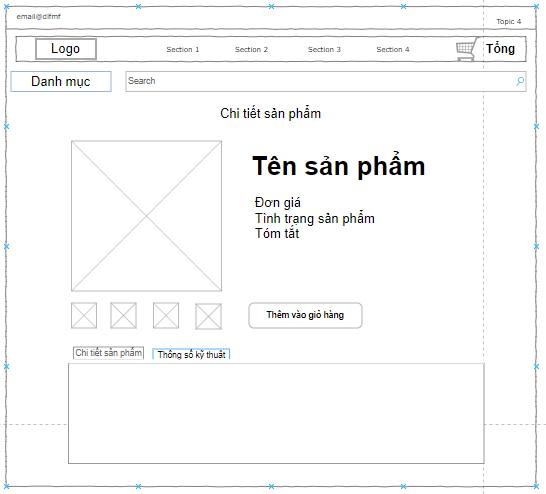 email@dlfmf
Topic 4
Logo
Section 1
Section 2
Section 3
Section 4
Tổng
Danh mục
Search
Chi tiết sản phẩm
Tên sản phẩm
Đơn giá
Tình trạng sản phẩm
Tóm tắt
Thêm vào giỏ hàng
Chi tiết sản phẩm
Thông số kỹ thuật